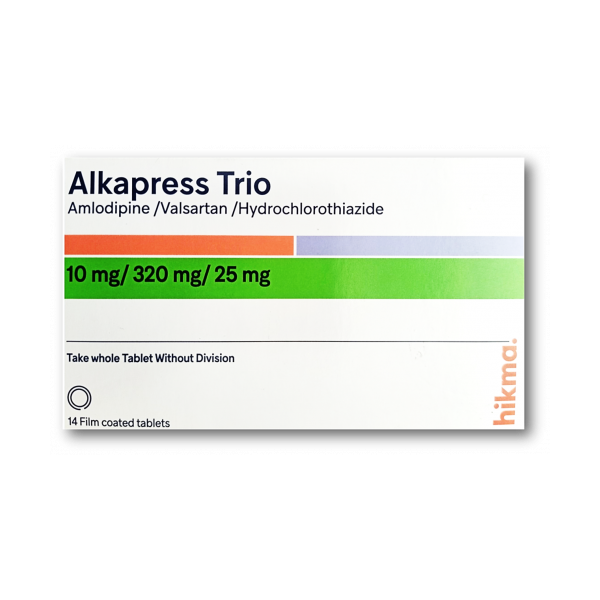 Alkapress Trio
Amlodipine /Valsartan /Hydrochlorothiazide
10 mg/ 320 mg/ 25 mg
Take whole Tablet Without Division
14 Film coated tablets
hikma.